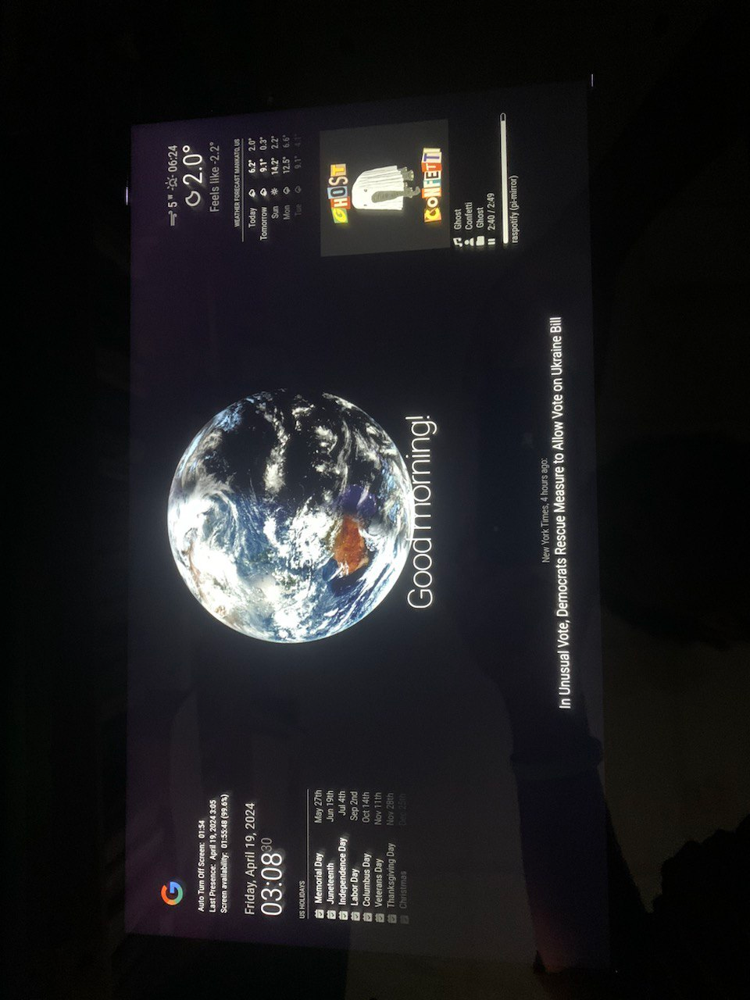 G
Auto Turn Off Screen: 01:54
Last Presence: April 19, 2024 3:05
Screen availability: 01:55:48 (99.6%)
Friday, April 19, 2024
03:08 30
US HOLIDAYS
Memorial Day May 27th
Juneteenth Jun 19th
Independence Day Jul 4th
Labor Day Sep 2nd
Columbus Day Oct 14th
Veterans Day Nov 11th
Thanksgiving Day Nov 28th
Christmas Dec 25th
Good morning!
5 W 06:24
2.0°
Feels like -2.2°
WEATHER FORECAST MANKATO, US
Today 6.2° 2.0°
Tomorrow 9.1° 0.3°
Sun 14.2° 2.2°
Mon 12.5° 6.6°
Tue 9.1° 4.1°
GHOST
CONFETTI
Ghost
Confetti
Ghost
2:40 / 2:49
raspotify (pi-mirror)
New York Times, 4 hours ago:
In Unusual Vote, Democrats Rescue Measure to Allow Vote on Ukraine Bill